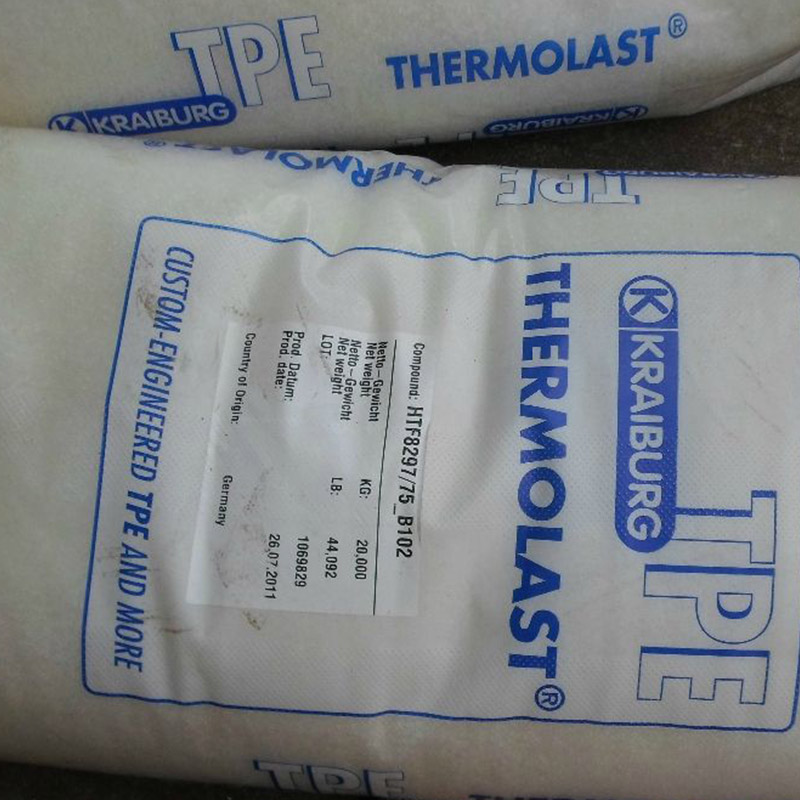 TPE
THERMOLAST®
KRAIBURG
KRAIBURG
THERMOLAST®
TPE
KRAIBURG
TPE
THERMOLAST®
Compound: HTF8297/75_B102
Netto-Gewicht
Net weight KG: 20,000
Netto-Gewicht
Net weight LB: 44,092
LOT: 1069829
Prod. Datum:
Prod. date: 26.07.2011
Country of Origin: Germany
CUSTOM-ENGINEERED TPE AND MORE
TPE